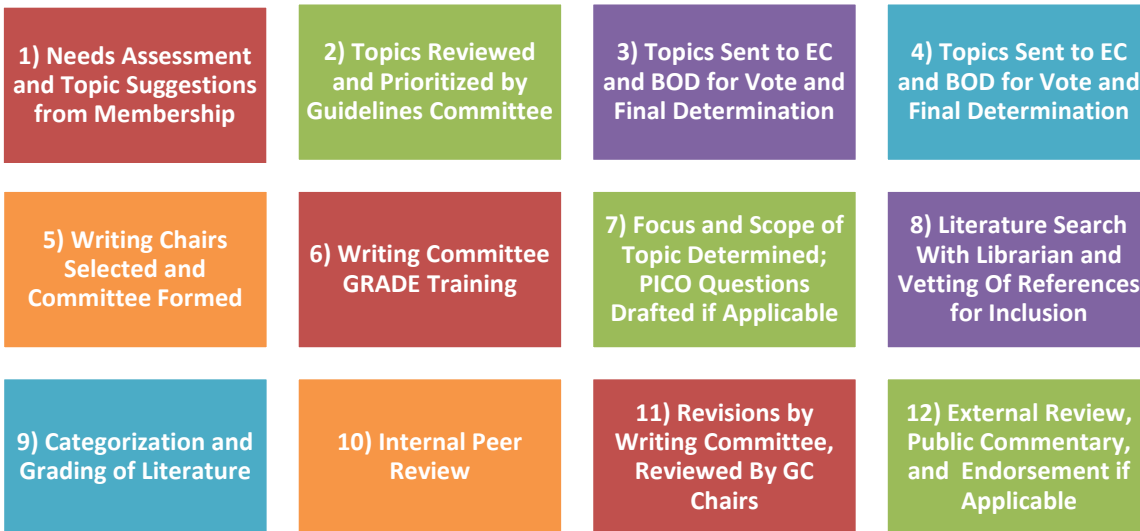 1) Needs Assessment
and Topic Suggestions
from Membership
2) Topics Reviewed
and Prioritized by
Guidelines Committee
3) Topics Sent to EC
and BOD for Vote and
Final Determination
4) Topics Sent to EC
and BOD for Vote and
Final Determination
5) Writing Chairs
Selected and
Committee Formed
6) Writing Committee
GRADE Training
7) Focus and Scope of
Topic Determined;
PICO Questions
Drafted if Applicable
8) Literature Search
With Librarian and
Vetting Of References
for Inclusion
9) Categorization and
Grading of Literature
10) Internal Peer
Review
11) Revisions by
Writing Committee,
Reviewed By GC
Chairs
12) External Review,
Public Commentary,
and Endorsement if
Applicable